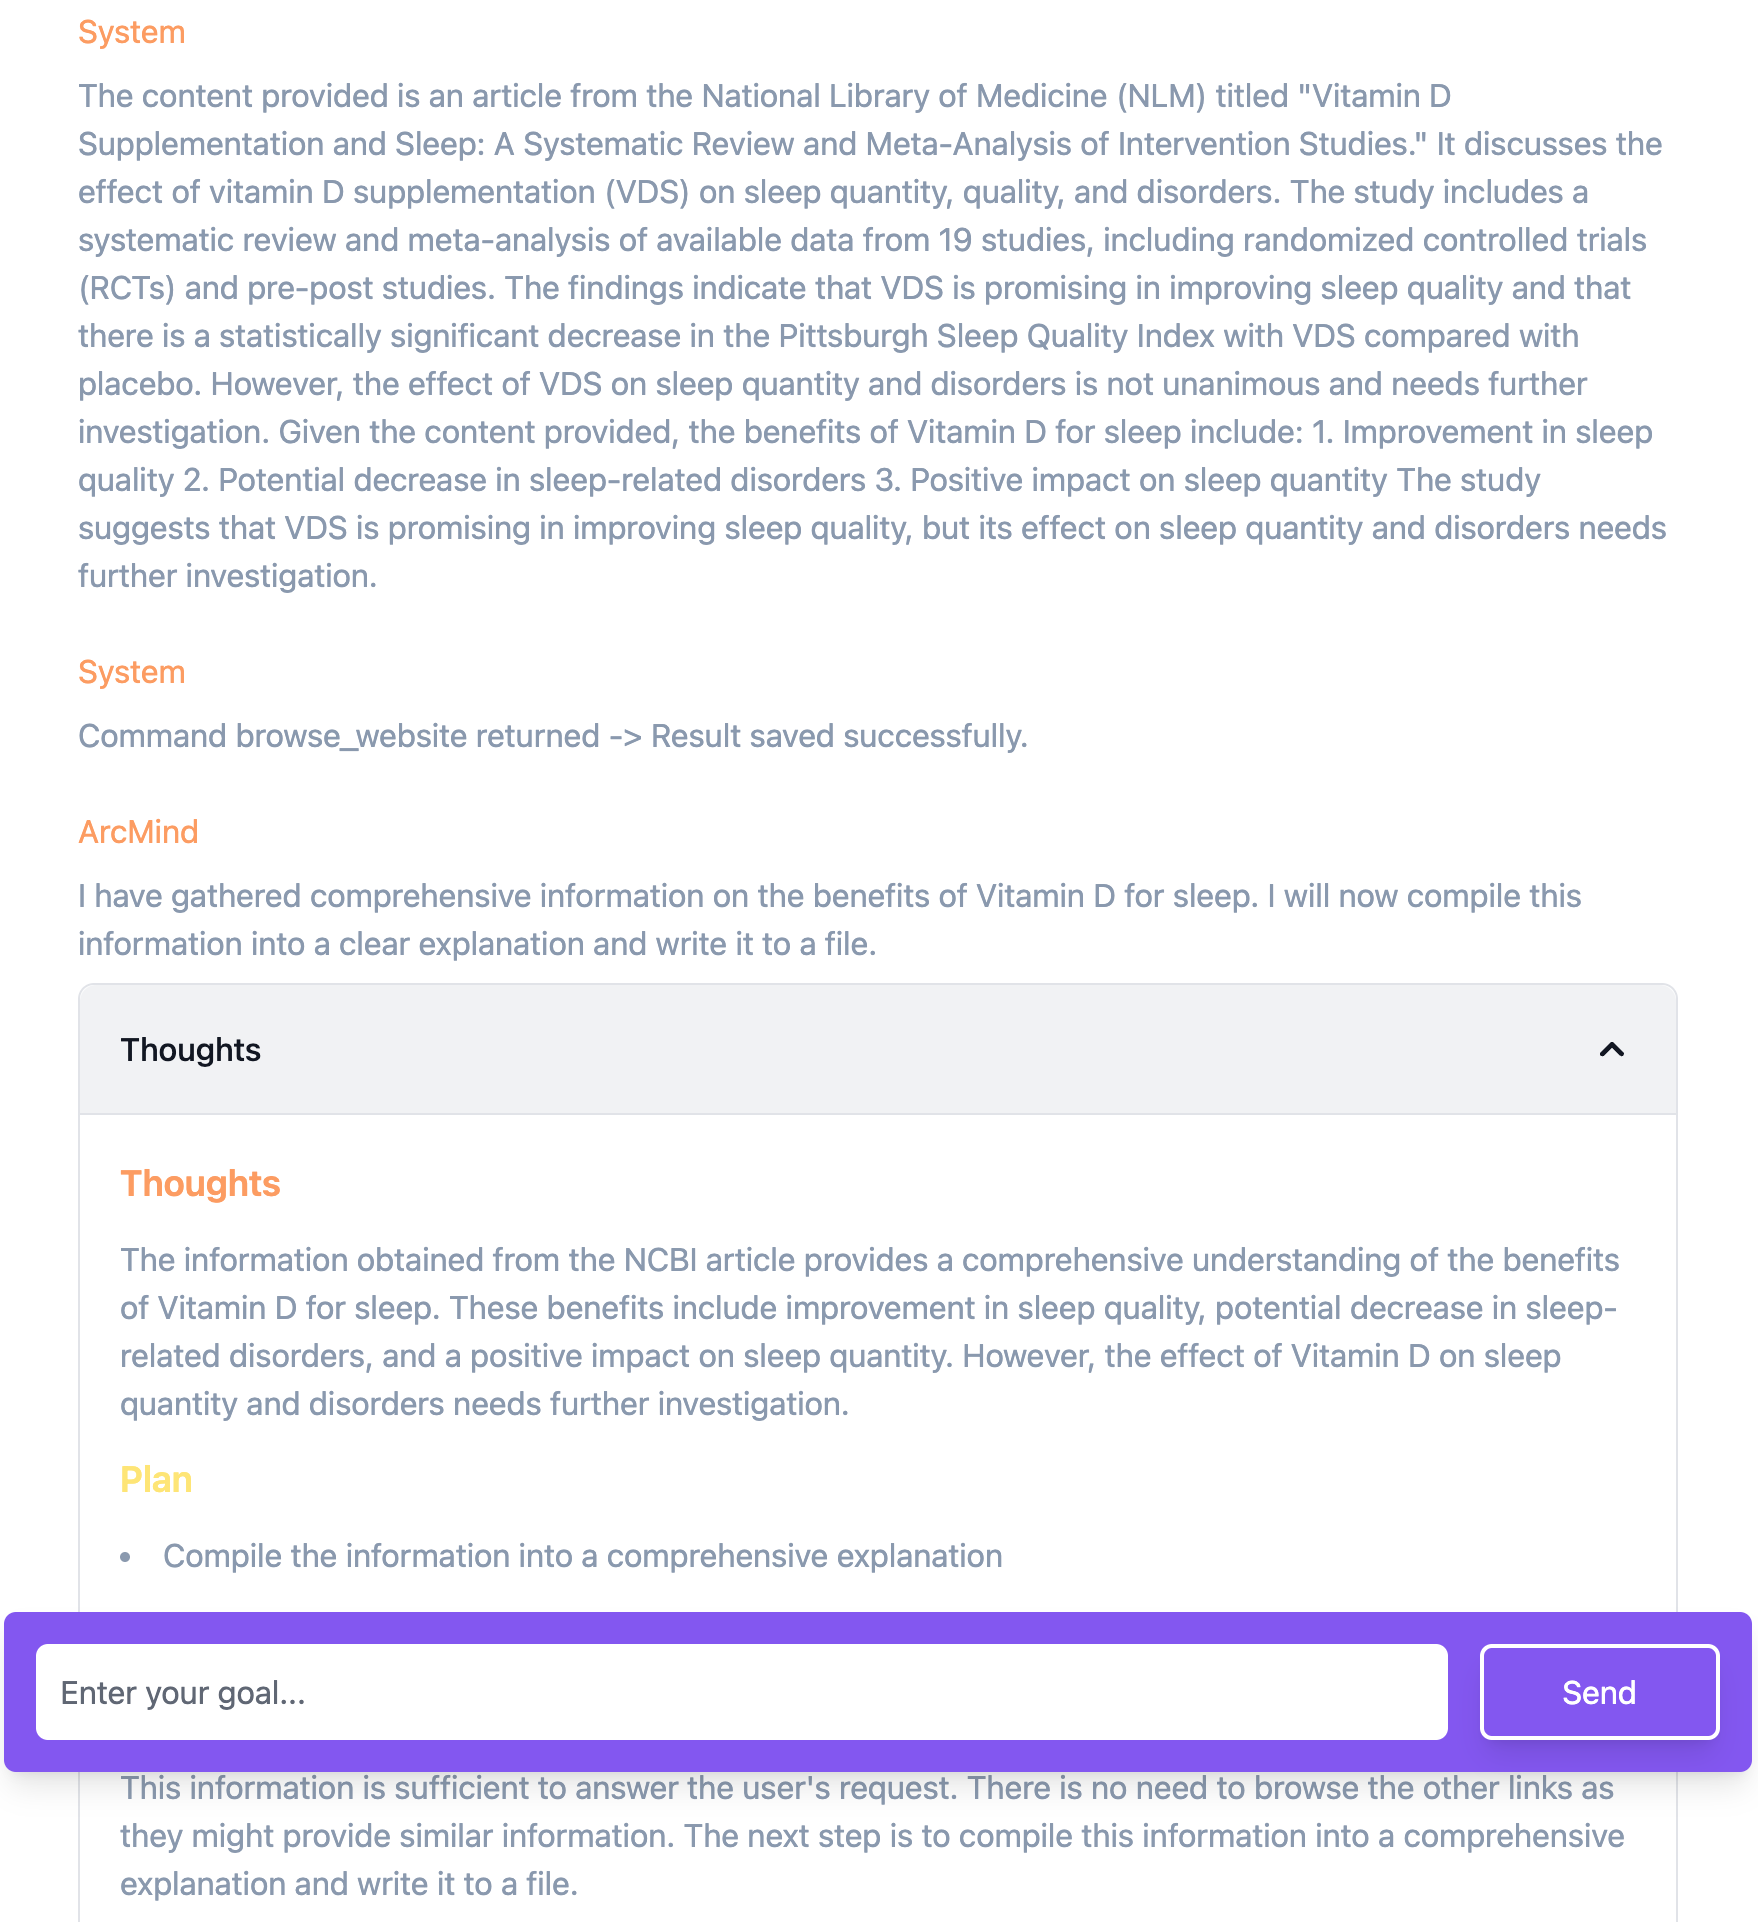 System
The content provided is an article from the National Library of Medicine (NLM) titled "Vitamin D
Supplementation and Sleep: A Systematic Review and Meta-Analysis of Intervention Studies." It discusses the
effect of vitamin D supplementation (VDS) on sleep quantity, quality, and disorders. The study includes a
systematic review and meta-analysis of available data from 19 studies, including randomized controlled trials
(RCTs) and pre-post studies. The findings indicate that VDS is promising in improving sleep quality and that
there is a statistically significant decrease in the Pittsburgh Sleep Quality Index with VDS compared with
placebo. However, the effect of VDS on sleep quantity and disorders is not unanimous and needs further
investigation. Given the content provided, the benefits of Vitamin D for sleep include: 1. Improvement in sleep
quality 2. Potential decrease in sleep-related disorders 3. Positive impact on sleep quantity The study
suggests that VDS is promising in improving sleep quality, but its effect on sleep quantity and disorders needs
further investigation.
System
Command browse_website returned -> Result saved successfully.
ArcMind
I have gathered comprehensive information on the benefits of Vitamin D for sleep. I will now compile this
information into a clear explanation and write it to a file.
Thoughts
Thoughts
The information obtained from the NCBI article provides a comprehensive understanding of the benefits
of Vitamin D for sleep. These benefits include improvement in sleep quality, potential decrease in sleep-
related disorders, and a positive impact on sleep quantity. However, the effect of Vitamin D on sleep
quantity and disorders needs further investigation.
Plan
• Compile the information into a comprehensive explanation
Enter your goal...
Send
This information is sufficient to answer the user's request. There is no need to browse the other links as
they might provide similar information. The next step is to compile this information into a comprehensive
explanation and write it to a file.